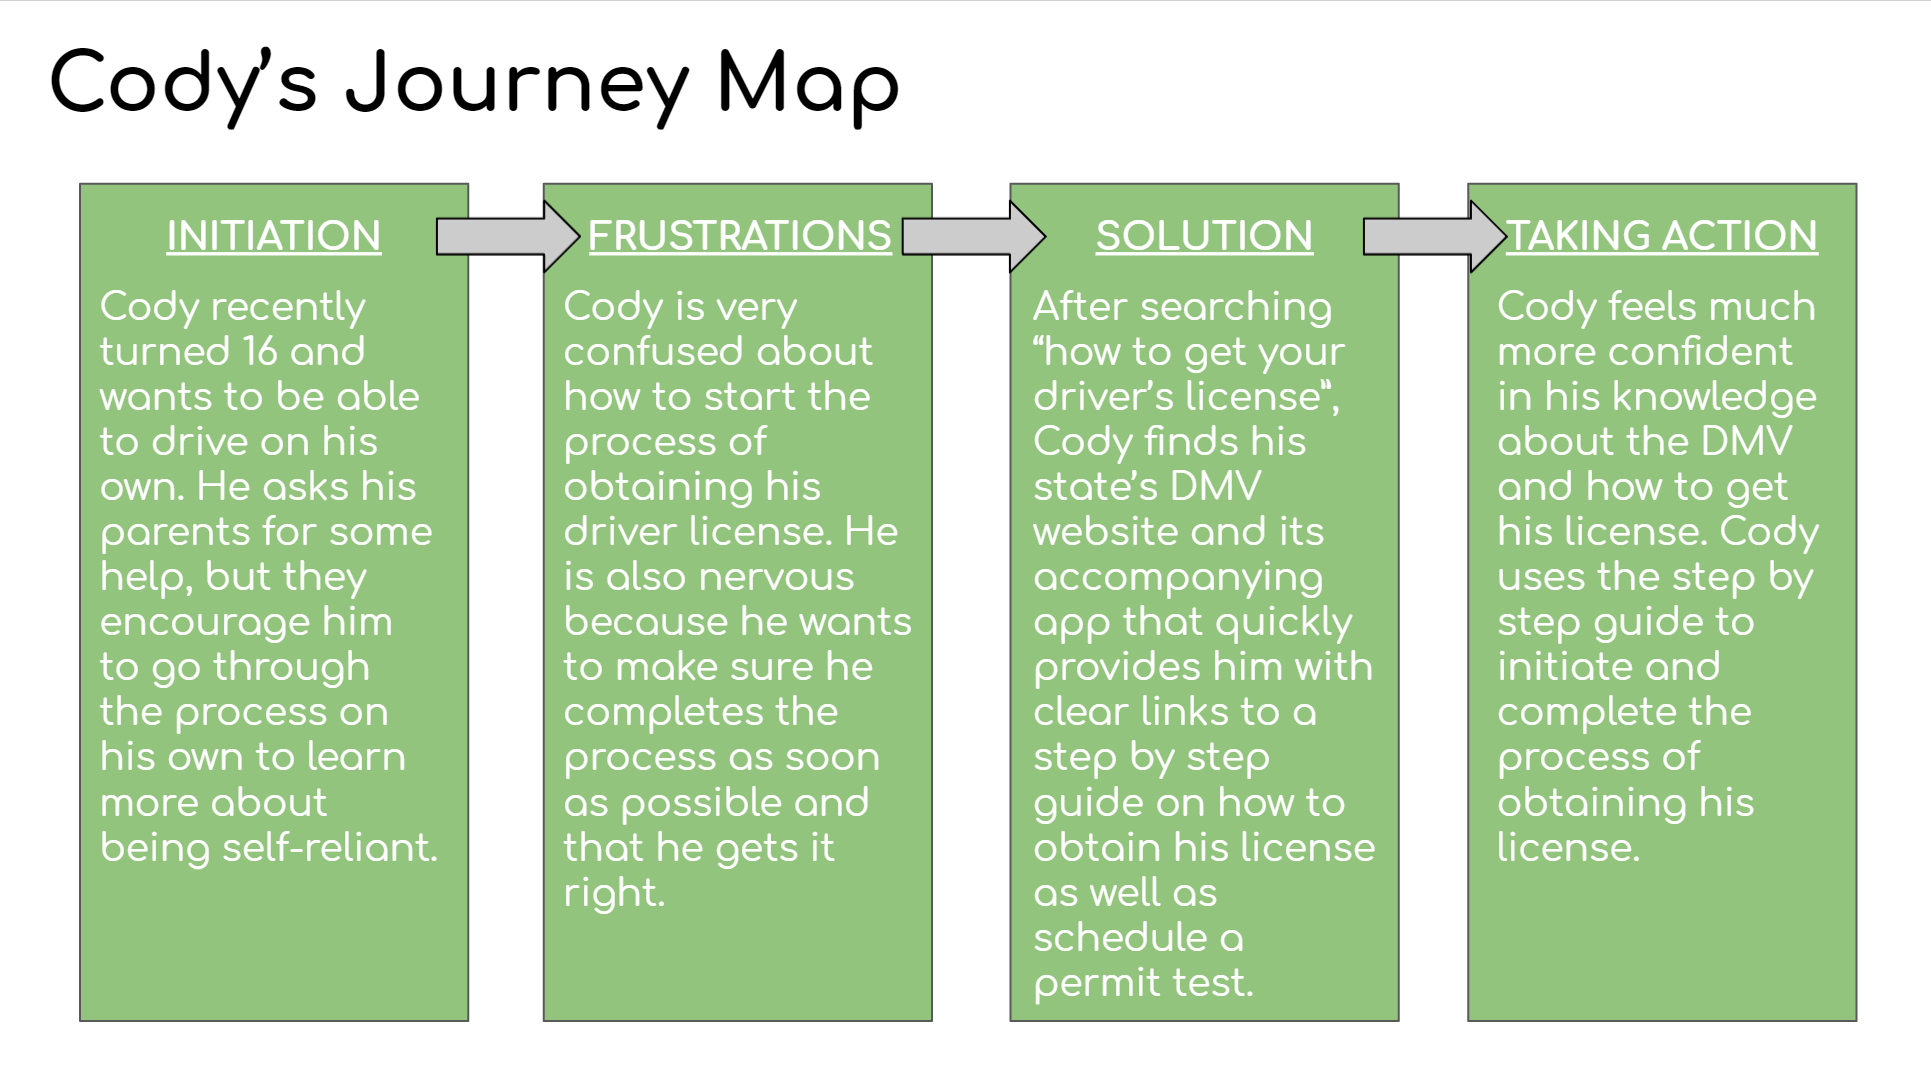 Cody's Journey Map
INITIATION
Cody recently
turned 16 and
wants to be able
to drive on his
own. He asks his
parents for some
help, but they
encourage him
to go through
the process on
his own to learn
more about
being self-reliant.
FRUSTRATIONS
Cody is very
confused about
how to start the
process of
obtaining his
driver license. He
is also nervous
because he wants
to make sure he
completes the
process as soon
as possible and
that he gets it
right.
SOLUTION
After searching
“how to get your
driver's license”,
Cody finds his
state's DMV
website and its
accompanying
app that quickly
provides him with
clear links to a
step by step
guide on how to
obtain his license
as well as
schedule a
permit test.
TAKING ACTION
Cody feels much
more confident
in his knowledge
about the DMV
and how to get
his license. Cody
uses the step by
step guide to
initiate and
complete the
process of
obtaining his
license.